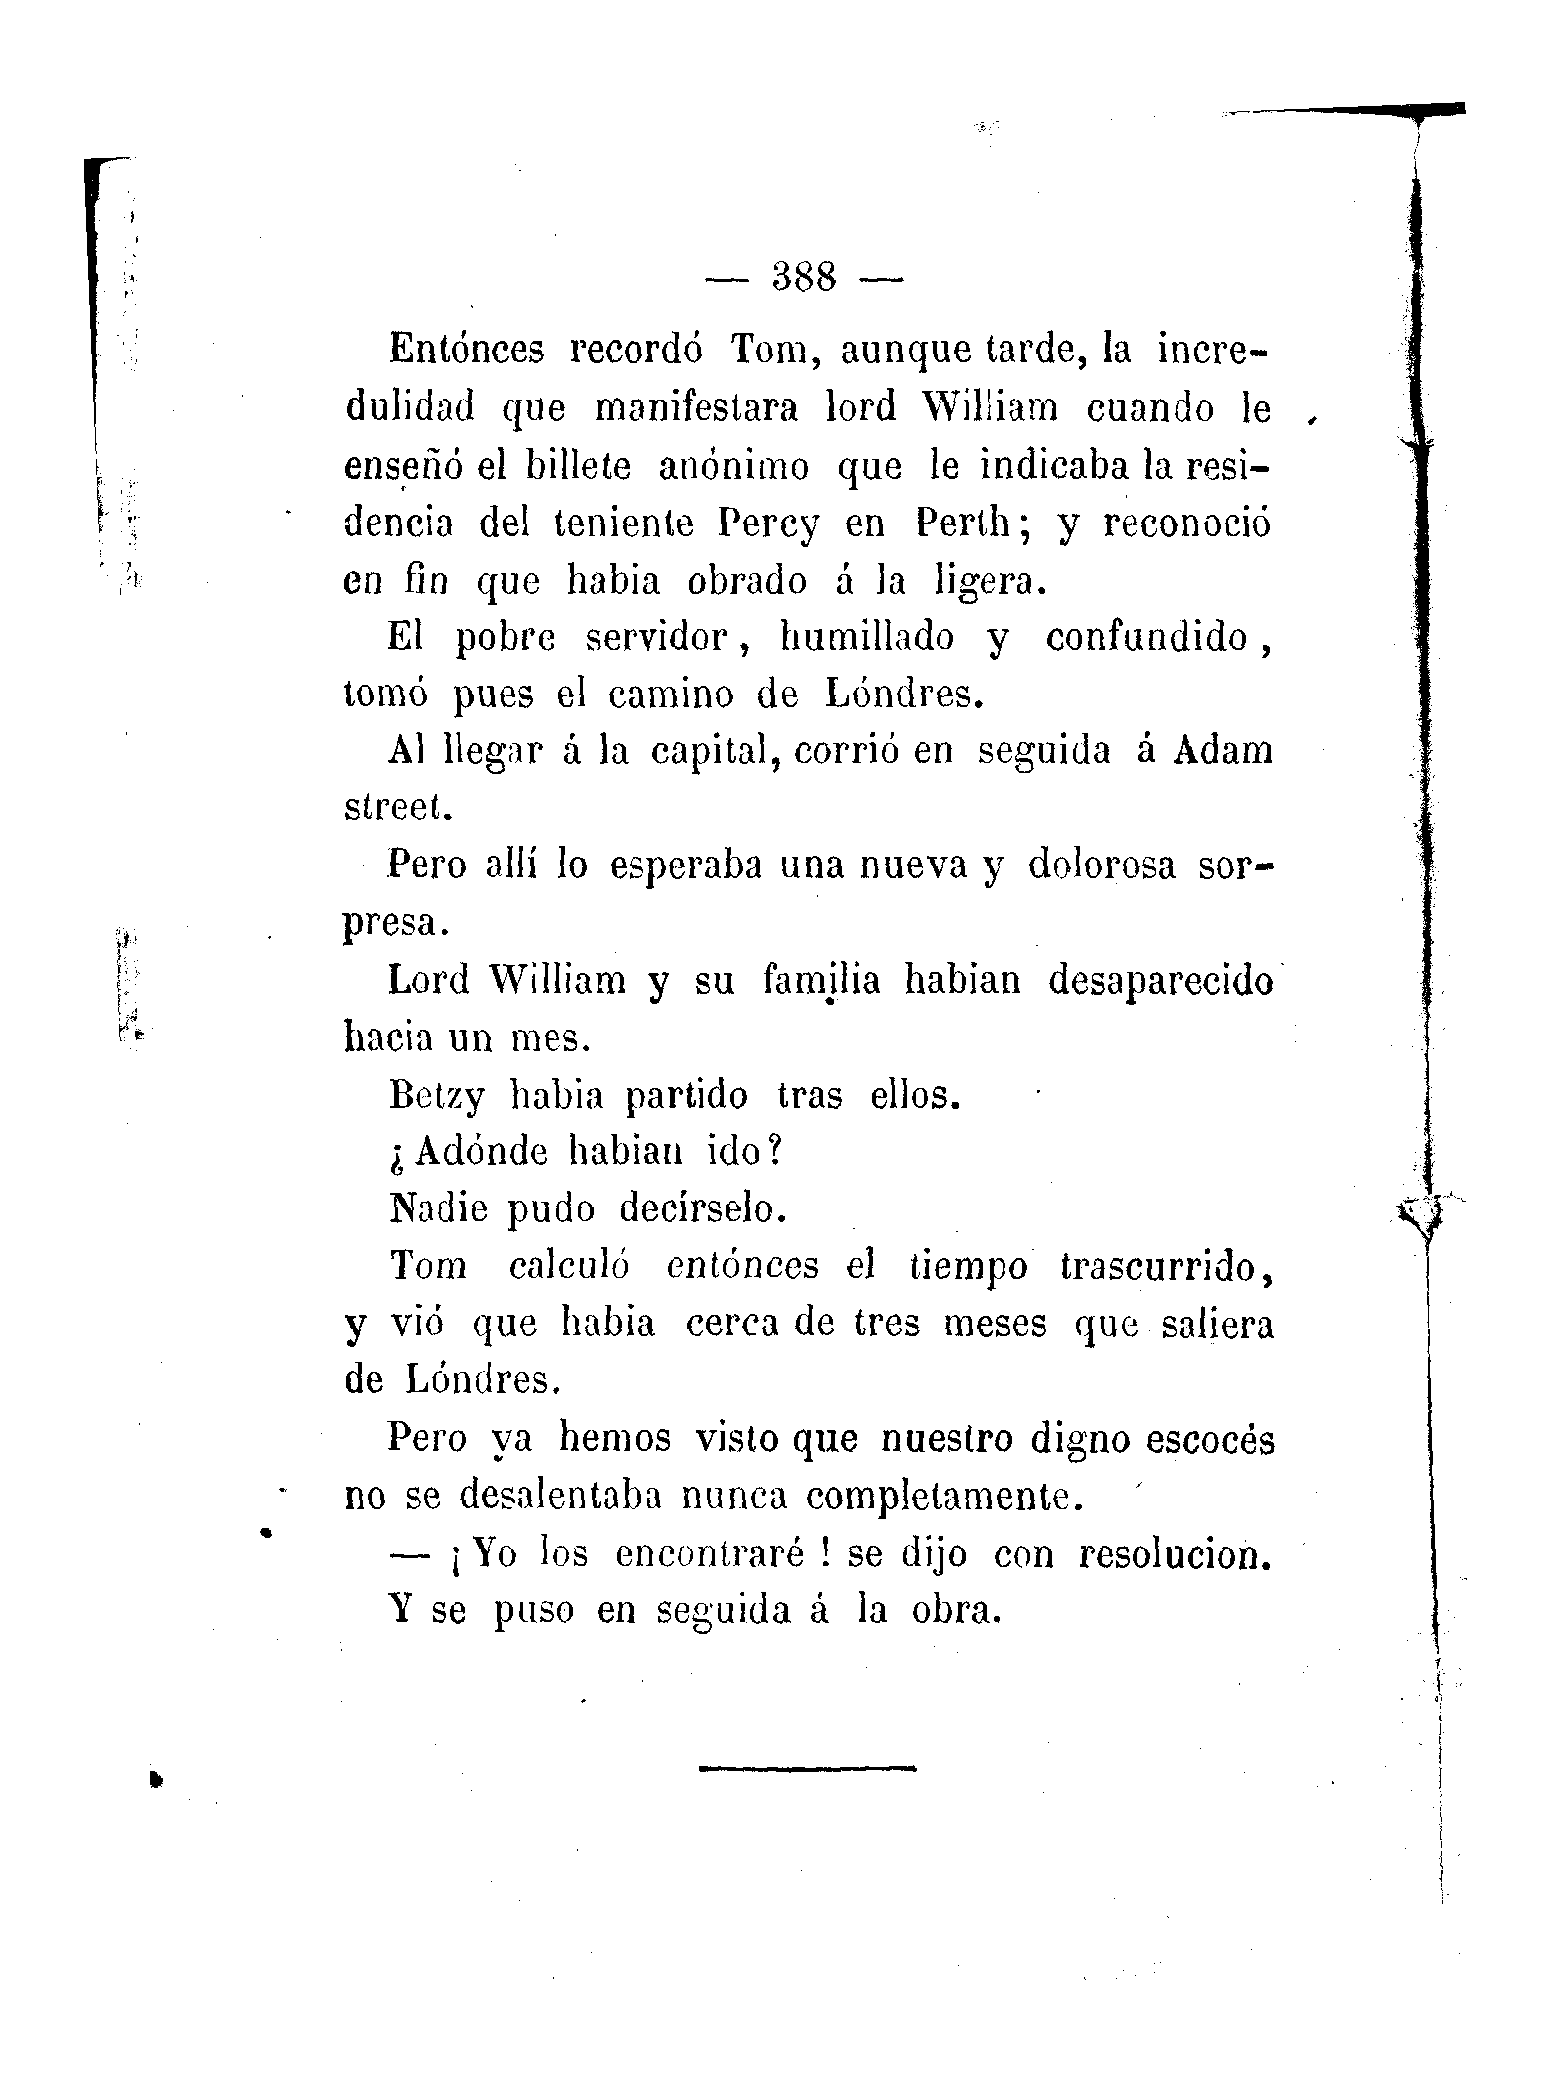 — 388 —
Entónces recordó Tom, aunque tarde, la incre-
dulidad que manifestara lord William cuando le
enseñó el billete anónimo que le indicaba la resi-
dencia del teniente Percy en Perth; y reconoció
en fin que habia obrado á la ligera.
El pobre servidor, humillado y confundido,
tomó pues el camino de Lóndres.
Al llegar á la capital, corrió en seguida á Adam
street.
Pero allí lo esperaba una nueva y dolorosa sor-
presa.
Lord William y su familia habian desaparecido
hacia un mes.
Betzy habia partido tras ellos.
¿Adónde habian ido?
Nadie pudo decírselo.
Tom calculó entónces el tiempo trascurrido,
y vió que habia cerca de tres meses que saliera
de Lóndres.
Pero ya hemos visto que nuestro digno escocés
no se desalentaba nunca completamente.
— ¡Yo los encontraré! se dijo con resolucion.
Y se puso en seguida á la obra.